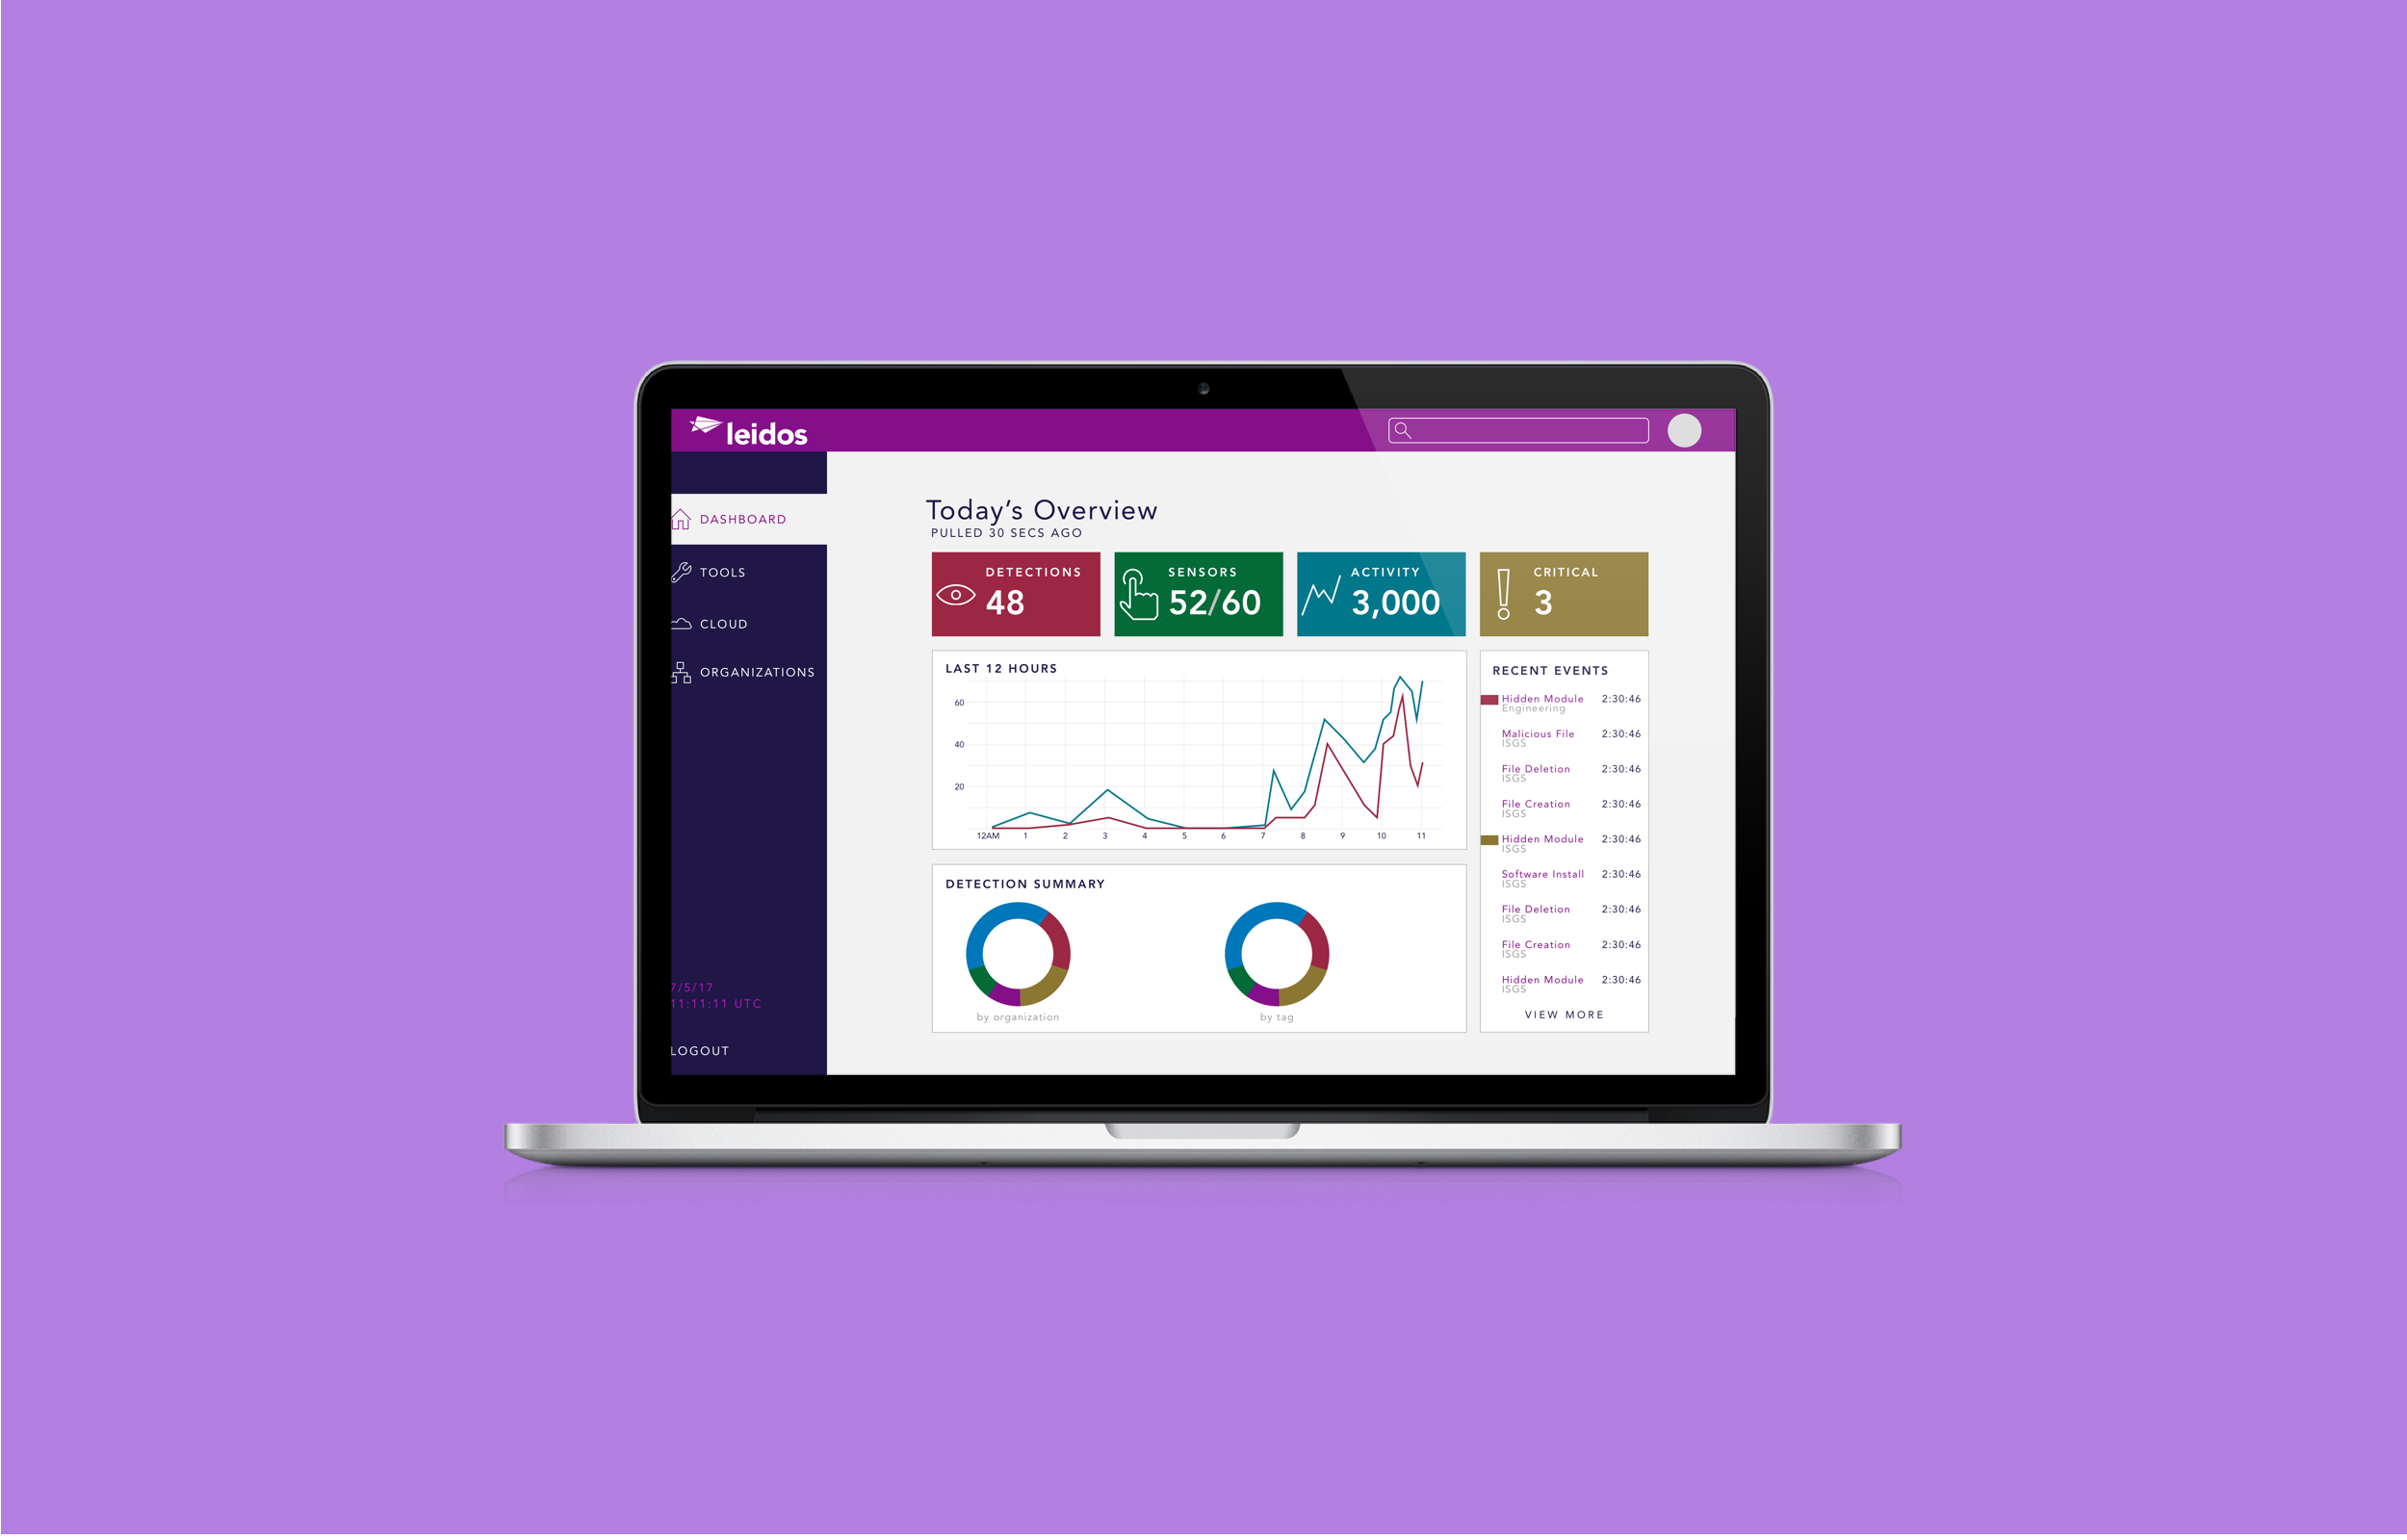 leidos
DASHBOARD
TOOLS
CLOUD
ORGANIZATIONS
7/5/17
11:11:11 UTC
LOGOUT
Today's Overview
PULLED 30 SECS AGO
DETECTIONS
48
SENSORS
52/60
ACTIVITY
3,000
CRITICAL
3
LAST 12 HOURS
60
40
20
12AM 1 2 3 4 5 6 7 8 9 10 11
DETECTION SUMMARY
by organization
by tag
RECENT EVENTS
Hidden Module 2:30:46
Engineering
Malicious File 2:30:46
ISGS
File Deletion 2:30:46
ISGS
File Creation 2:30:46
ISGS
Hidden Module 2:30:46
ISGS
Software Install 2:30:46
ISGS
File Deletion 2:30:46
ISGS
File Creation 2:30:46
ISGS
Hidden Module 2:30:46
ISGS
VIEW MORE